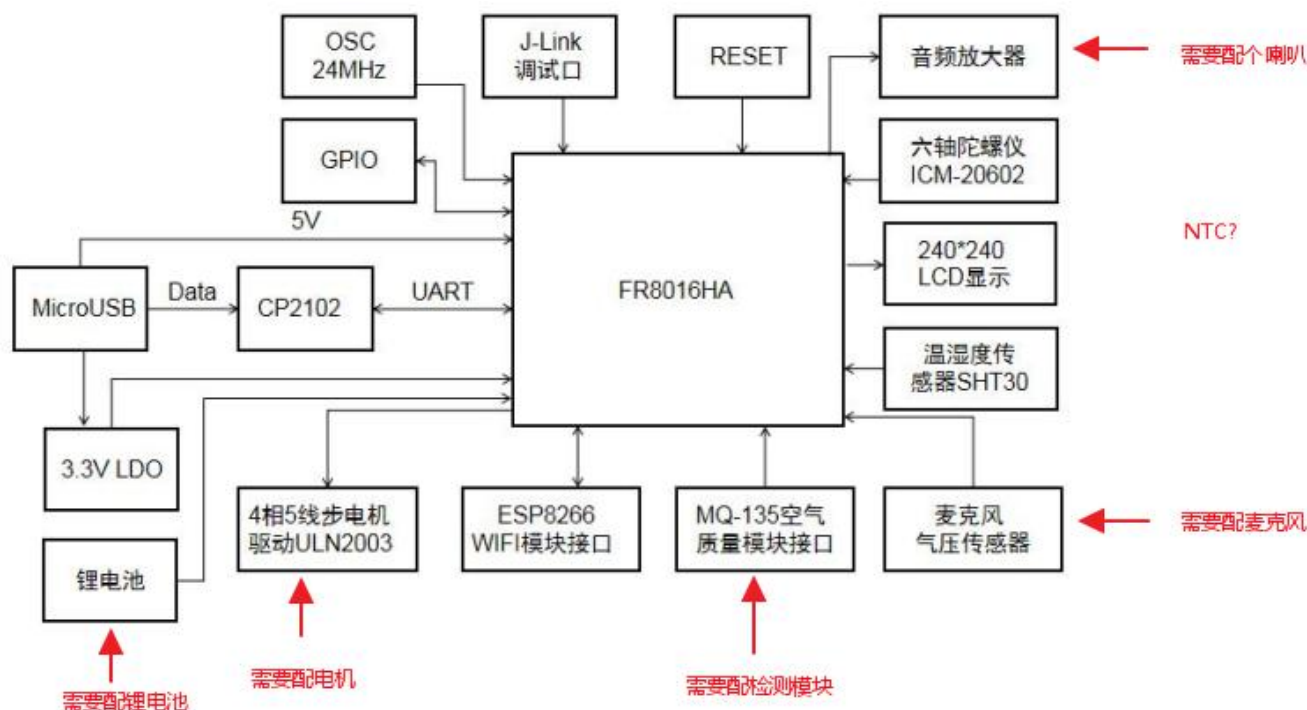 OSC
24MHz
J-Link
调试口
RESET
音频放大器
需要配个喇叭
GPIO
六轴陀螺仪
ICM-20602
5V
NTC?
240*240
LCD显示
FR8016HA
MicroUSB
Data
CP2102
UART
温湿度传
感器SHT30
3.3V LDO
4相5线步电机
驱动ULN2003
ESP8266
WIFI模块接口
MQ-135空气
质量模块接口
麦克风
气压传感器
需要配麦克风
锂电池
需要配锂电池
需要配电机
需要配检测模块